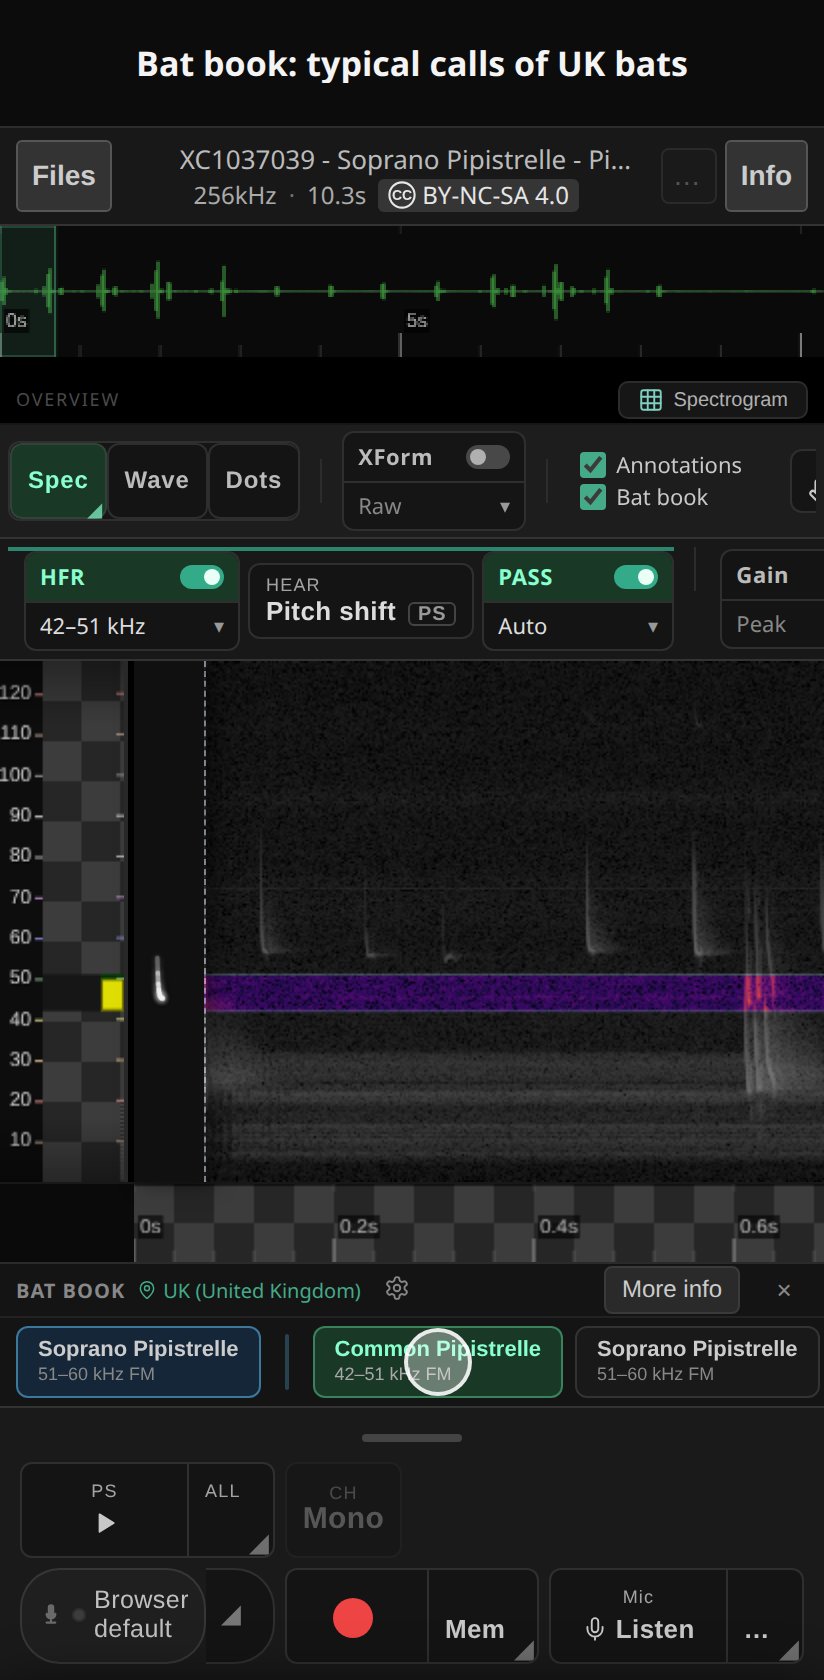 Bat book: typical calls of UK bats
Files
XC1037039 - Soprano Pipistrelle - Pi...
256kHz · 10.3s CC BY-NC-SA 4.0
...
Info
0s
5s
OVERVIEW
Spectrogram
Spec
Wave
Dots
XForm
Raw
Annotations
Bat book
HFR
42–51 kHz
HEAR
Pitch shift PS
PASS
Auto
Gain
Peak
120
110
100
90
80
70
60
50
40
30
20
10
0s
0.2s
0.4s
0.6s
BAT BOOK
UK (United Kingdom)
More info
×
Soprano Pipistrelle
51–60 kHz FM
Common Pipistrelle
42–51 kHz FM
Soprano Pipistrelle
51–60 kHz FM
PS
ALL
CH
Mono
Browser
default
Mem
Mic
Listen
...